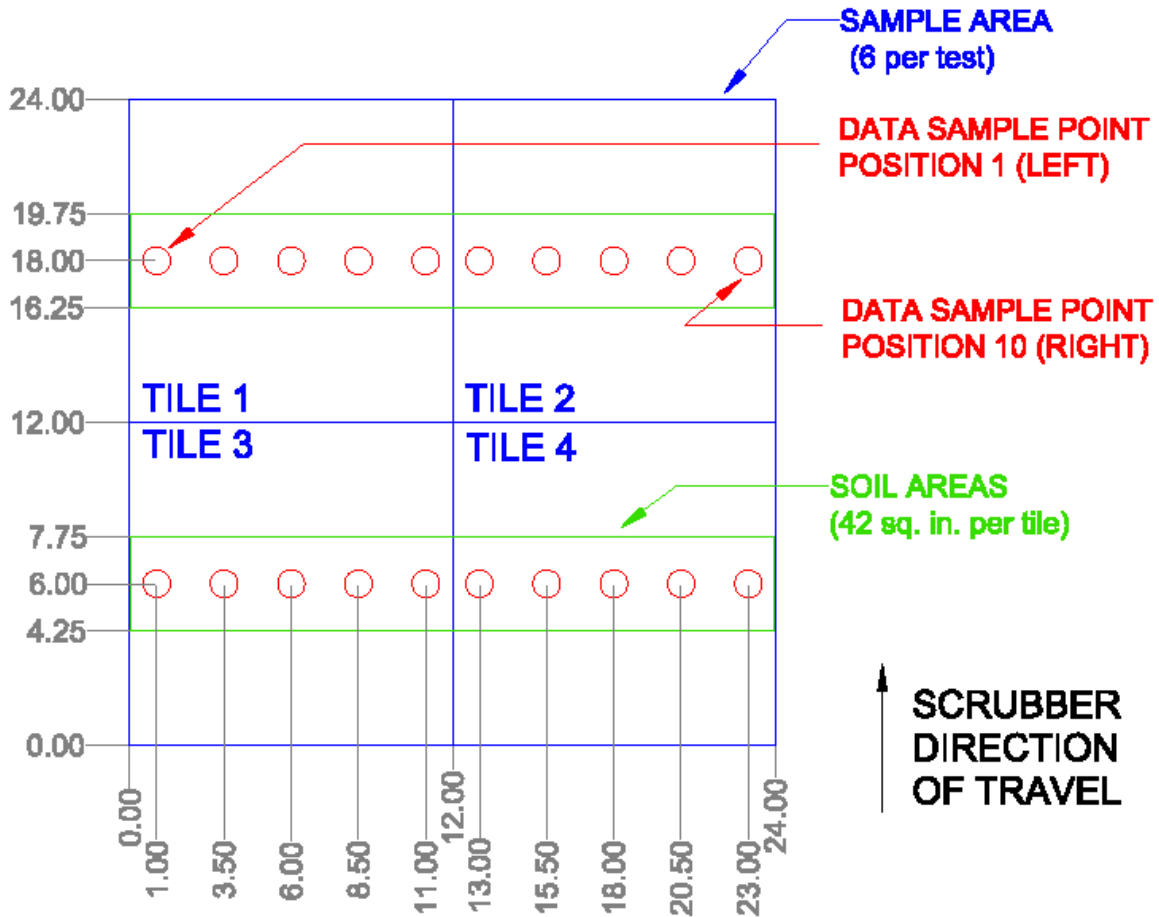 SAMPLE AREA
(6 per test)
24.00
DATA SAMPLE POINT
POSITION 1 (LEFT)
19.75
18.00
16.25
DATA SAMPLE POINT
POSITION 10 (RIGHT)
TILE 1
TILE 2
12.00
TILE 3
TILE 4
SOIL AREAS
(42 sq. in. per tile)
7.75
6.00
4.25
SCRUBBER
DIRECTION
OF TRAVEL
0.00
0.00
1.00
3.50
6.00
8.50
11.00
12.00
13.00
15.50
18.00
20.50
23.00
24.00